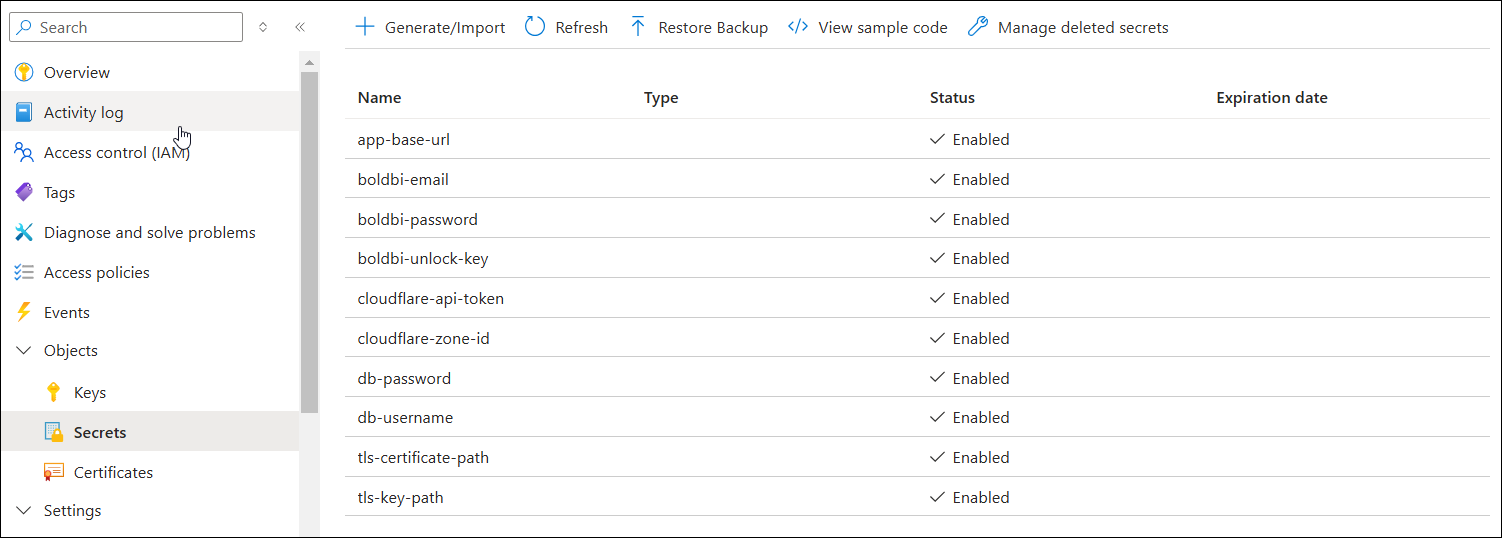 Search
Overview
Activity log
Access control (IAM)
Tags
Diagnose and solve problems
Access policies
Events
Objects
Keys
Secrets
Certificates
Settings
Generate/Import Refresh Restore Backup View sample code Manage deleted secrets
Name Type Status Expiration date
app-base-url Enabled
boldbi-email Enabled
boldbi-password Enabled
boldbi-unlock-key Enabled
cloudflare-api-token Enabled
cloudflare-zone-id Enabled
db-password Enabled
db-username Enabled
tls-certificate-path Enabled
tls-key-path Enabled